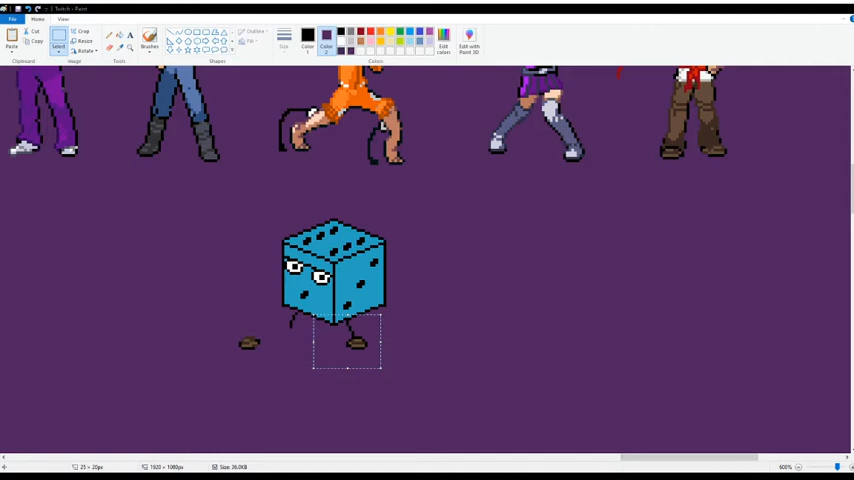 Twitch - Paint
File Home View
Paste
Cut
Copy
Clipboard
Select
Crop
Resize
Rotate
Image
Tools
Brushes
Shapes
Outline
Fill
Size
Color 1
Color 2
Edit colors
Colors
Edit with Paint 3D
25 × 20px
1920 × 1080px
Size: 36.0KB
600%